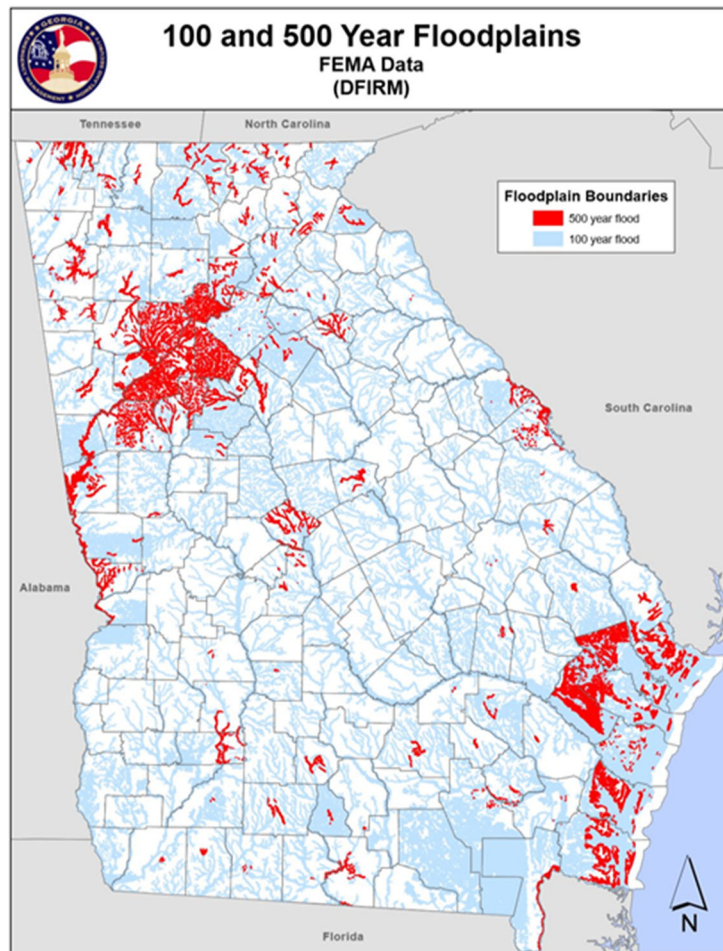 100 and 500 Year Floodplains
FEMA Data
(DFIRM)
GEORGIA
Tennessee
North Carolina
Floodplain Boundaries
500 year flood
100 year flood
South Carolina
Alabama
Florida
N